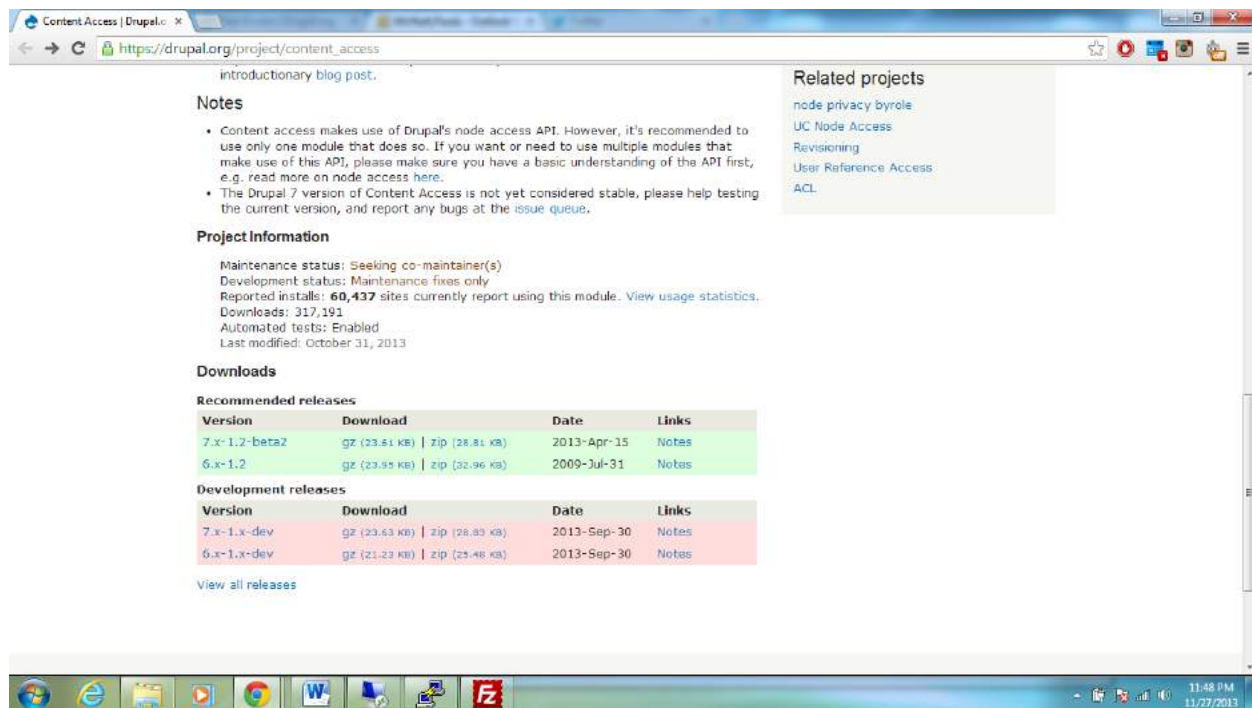 Content Access | Drupal.o
https://drupal.org/project/content_access
introductionary blog post.
Notes
• Content access makes use of Drupal's node access API. However, it's recommended to
use only one module that does so. If you want or need to use multiple modules that
make use of this API, please make sure you have a basic understanding of the API first,
e.g. read more on node access here.
• The Drupal 7 version of Content Access is not yet considered stable, please help testing
the current version, and report any bugs at the issue queue.
Project Information
Maintenance status: Seeking co-maintainer(s)
Development status: Maintenance fixes only
Reported installs: 60,437 sites currently report using this module. View usage statistics.
Downloads: 317,191
Automated tests: Enabled
Last modified: October 31, 2013
Downloads
Recommended releases
Version Download Date Links
7.x-1.2-beta2 gz (23.61 KB) | zip (28.81 KB) 2013-Apr-15 Notes
6.x-1.2 gz (23.95 KB) | zip (32.96 KB) 2009-Jul-31 Notes
Development releases
Version Download Date Links
7.x-1.x-dev gz (23.63 KB) | zip (28.83 KB) 2013-Sep-30 Notes
6.x-1.x-dev gz (21.23 KB) | zip (25.48 KB) 2013-Sep-30 Notes
View all releases
Related projects
node privacy byrole
UC Node Access
Revisioning
User Reference Access
ACL
11:48 PM
11/27/2013